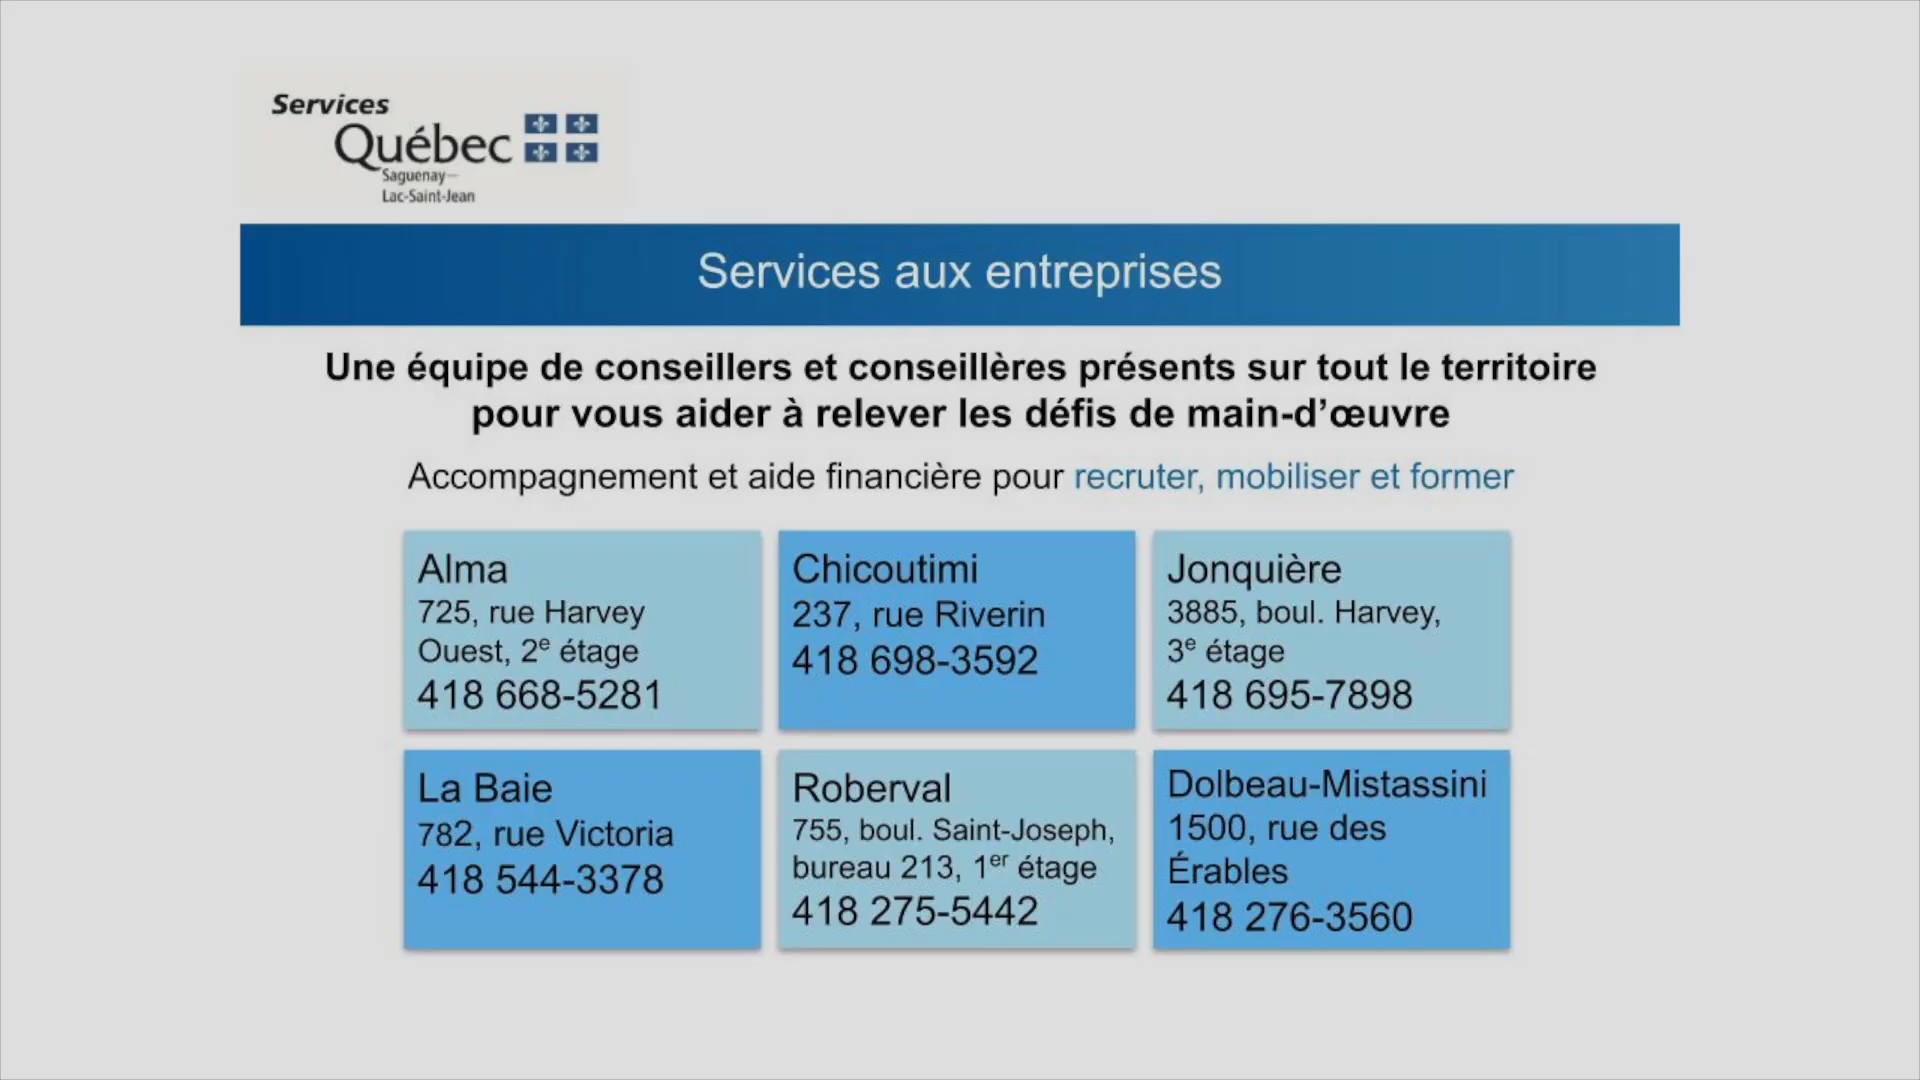 Services
Québec
Saguenay–
Lac-Saint-Jean
Services aux entreprises
Une équipe de conseillers et conseillères présents sur tout le territoire
pour vous aider à relever les défis de main-d’œuvre
Accompagnement et aide financière pour recruter, mobiliser et former
Alma
725, rue Harvey
Ouest, 2e étage
418 668-5281
Chicoutimi
237, rue Riverin
418 698-3592
Jonquière
3885, boul. Harvey,
3e étage
418 695-7898
La Baie
782, rue Victoria
418 544-3378
Roberval
755, boul. Saint-Joseph,
bureau 213, 1er étage
418 275-5442
Dolbeau-Mistassini
1500, rue des
Érables
418 276-3560